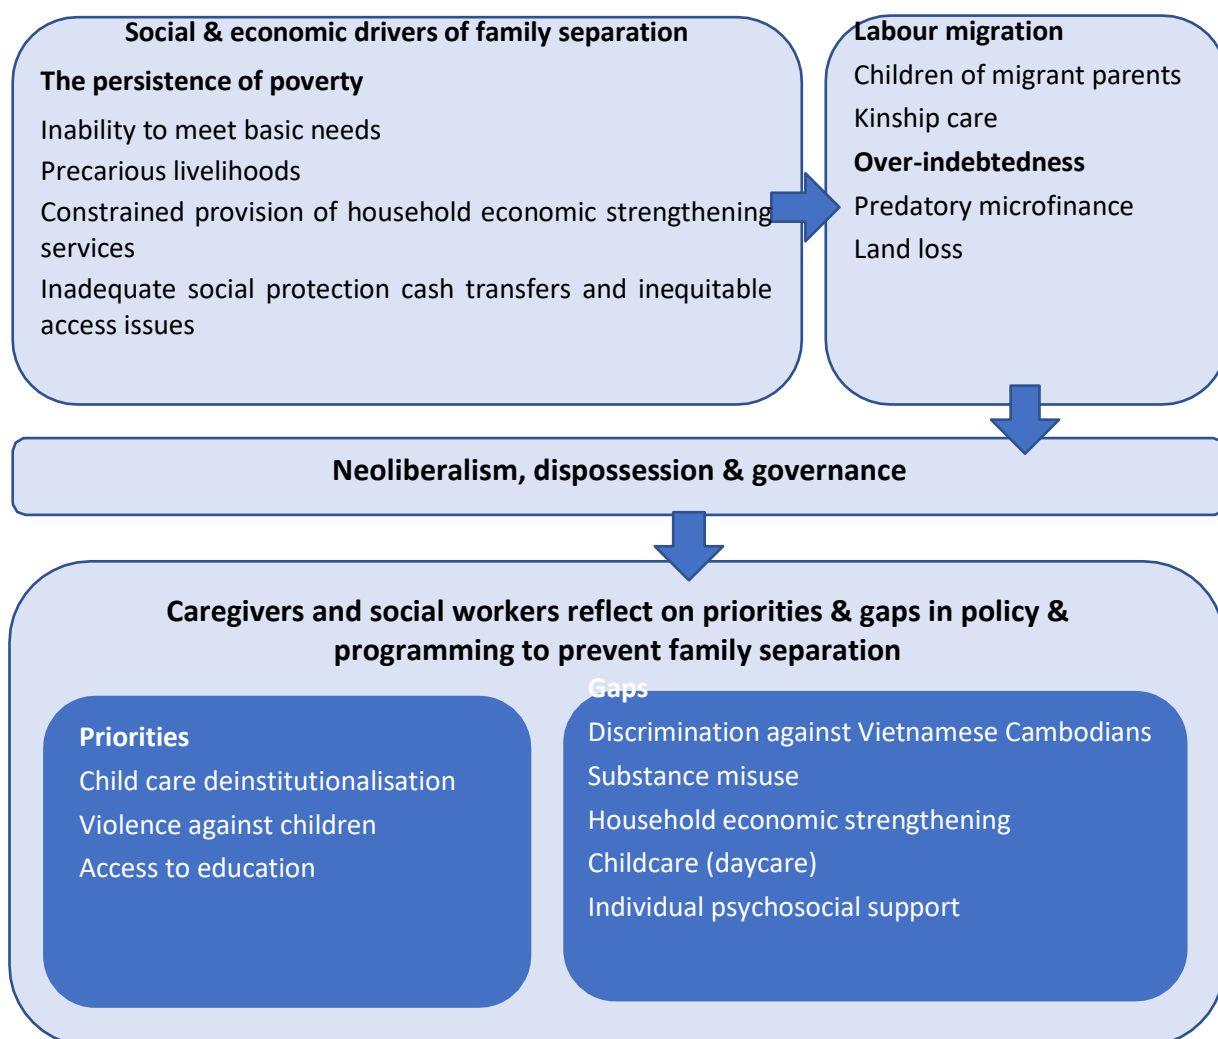 Social & economic drivers of family separation
The persistence of poverty
Inability to meet basic needs
Precarious livelihoods
Constrained provision of household economic strengthening
services
Inadequate social protection cash transfers and inequitable
access issues
Labour migration
Children of migrant parents
Kinship care
Over-indebtedness
Predatory microfinance
Land loss
Neoliberalism, dispossession & governance
Caregivers and social workers reflect on priorities & gaps in policy &
programming to prevent family separation
Priorities
Child care deinstitutionalisation
Violence against children
Access to education
Gaps
Discrimination against Vietnamese Cambodians
Substance misuse
Household economic strengthening
Childcare (daycare)
Individual psychosocial support